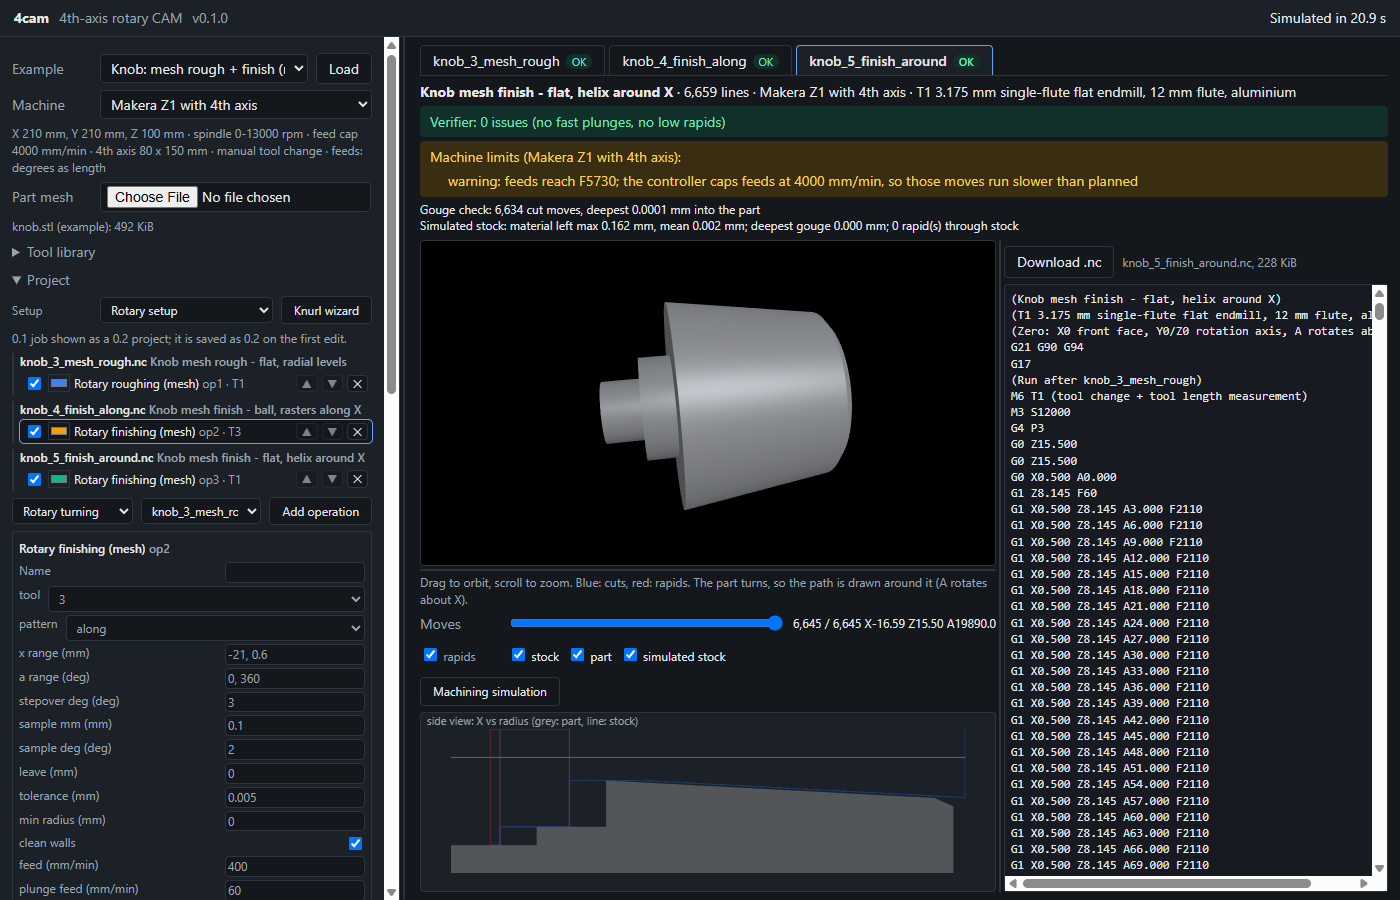 4cam 4th-axis rotary CAM v0.1.0
Simulated in 20.9 s
Example
Knob: mesh rough + finish (
Load
Machine
Makera Z1 with 4th axis
X 210 mm, Y 210 mm, Z 100 mm · spindle 0-13000 rpm · feed cap
4000 mm/min · 4th axis 80 x 150 mm · manual tool change · feeds:
degrees as length
Part mesh
Choose File No file chosen
knob.stl (example): 492 KiB
Tool library
Project
Setup
Rotary setup
Knurl wizard
0.1 job shown as a 0.2 project; it is saved as 0.2 on the first edit.
knob_3_mesh_rough.nc Knob mesh rough - flat, radial levels
Rotary roughing (mesh) op1 · T1
knob_4_finish_along.nc Knob mesh finish - ball, rasters along X
Rotary finishing (mesh) op2 · T3
knob_5_finish_around.nc Knob mesh finish - flat, helix around X
Rotary finishing (mesh) op3 · T1
Rotary turning
knob_3_mesh_ro
Add operation
Rotary finishing (mesh) op2
Name
tool 3
pattern along
x range (mm) -21, 0.6
a range (deg) 0, 360
stepover deg (deg) 3
sample mm (mm) 0.1
sample deg (deg) 2
leave (mm) 0
tolerance (mm) 0.005
min radius (mm) 0
clean walls
feed (mm/min) 400
plunge feed (mm/min) 60
knob_3_mesh_rough OK
knob_4_finish_along OK
knob_5_finish_around OK
Knob mesh finish - flat, helix around X · 6,659 lines · Makera Z1 with 4th axis · T1 3.175 mm single-flute flat endmill, 12 mm flute, aluminium
Verifier: 0 issues (no fast plunges, no low rapids)
Machine limits (Makera Z1 with 4th axis):
warning: feeds reach F5730; the controller caps feeds at 4000 mm/min, so those moves run slower than planned
Gouge check: 6,634 cut moves, deepest 0.0001 mm into the part
Simulated stock: material left max 0.162 mm, mean 0.002 mm; deepest gouge 0.000 mm; 0 rapid(s) through stock
Drag to orbit, scroll to zoom. Blue: cuts, red: rapids. The part turns, so the path is drawn around it (A rotates
about X).
Moves
6,645 / 6,645 X-16.59 Z15.50 A19890.0
rapids
stock
part
simulated stock
Machining simulation
side view: X vs radius (grey: part, line: stock)
Download .nc
knob_5_finish_around.nc, 228 KiB
(Knob mesh finish - flat, helix around X)
(T1 3.175 mm single-flute flat endmill, 12 mm flute, al
(Zero: X0 front face, Y0/Z0 rotation axis, A rotates ab
G21 G90 G94
G17
(Run after knob_3_mesh_rough)
M6 T1 (tool change + tool length measurement)
M3 S12000
G4 P3
G0 Z15.500
G0 Z15.500
G0 X0.500 A0.000
G1 Z8.145 F60
G1 X0.500 Z8.145 A3.000 F2110
G1 X0.500 Z8.145 A6.000 F2110
G1 X0.500 Z8.145 A9.000 F2110
G1 X0.500 Z8.145 A12.000 F2110
G1 X0.500 Z8.145 A15.000 F2110
G1 X0.500 Z8.145 A18.000 F2110
G1 X0.500 Z8.145 A21.000 F2110
G1 X0.500 Z8.145 A24.000 F2110
G1 X0.500 Z8.145 A27.000 F2110
G1 X0.500 Z8.145 A30.000 F2110
G1 X0.500 Z8.145 A33.000 F2110
G1 X0.500 Z8.145 A36.000 F2110
G1 X0.500 Z8.145 A39.000 F2110
G1 X0.500 Z8.145 A42.000 F2110
G1 X0.500 Z8.145 A45.000 F2110
G1 X0.500 Z8.145 A48.000 F2110
G1 X0.500 Z8.145 A51.000 F2110
G1 X0.500 Z8.145 A54.000 F2110
G1 X0.500 Z8.145 A57.000 F2110
G1 X0.500 Z8.145 A60.000 F2110
G1 X0.500 Z8.145 A63.000 F2110
G1 X0.500 Z8.145 A66.000 F2110
G1 X0.500 Z8.145 A69.000 F2110